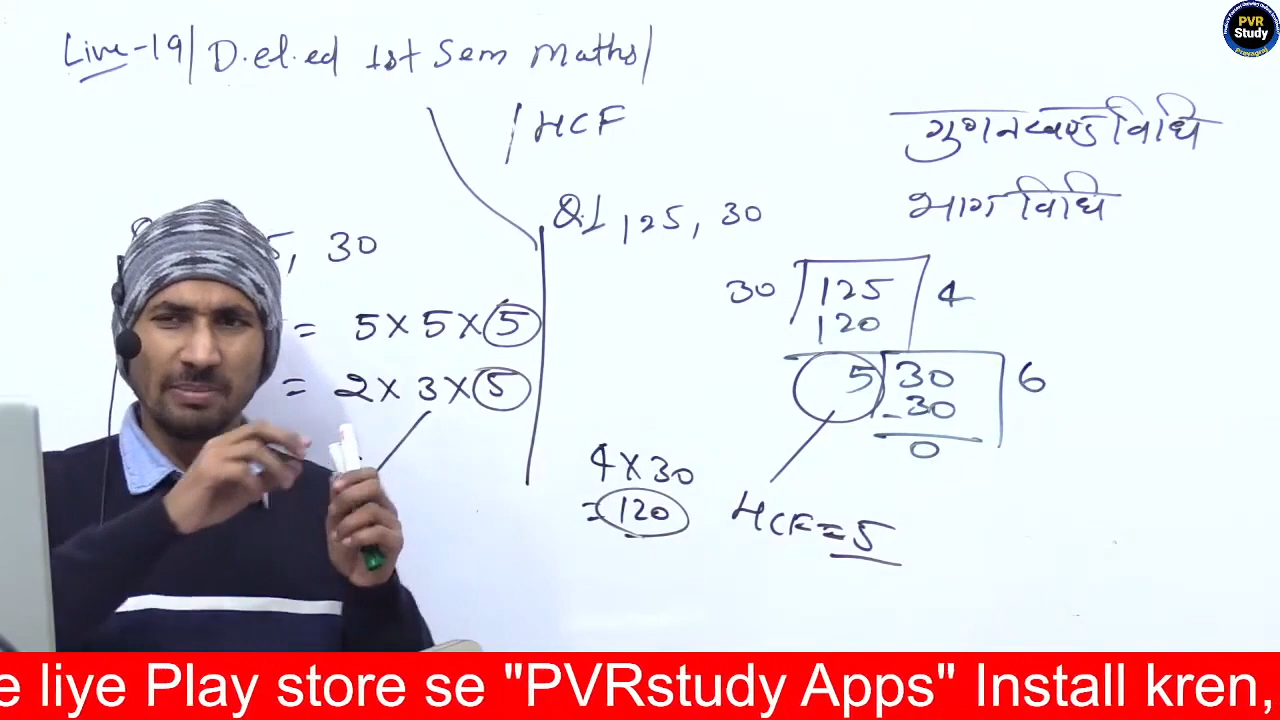 Live-19/ D.el.ed 1st Sem Maths/
/HCF
गुणनखण्ड विधि
भाग विधि
5, 30
= 5 x 5 x 5
= 2 x 3 x 5
Q.1 125, 30
30 125 4
120
5 30 6
-30
0
4 x 30
= 120
HCF = 5
PVR
Study
Prayagraj
e liye Play store se "PVRstudy Apps" Install kren,